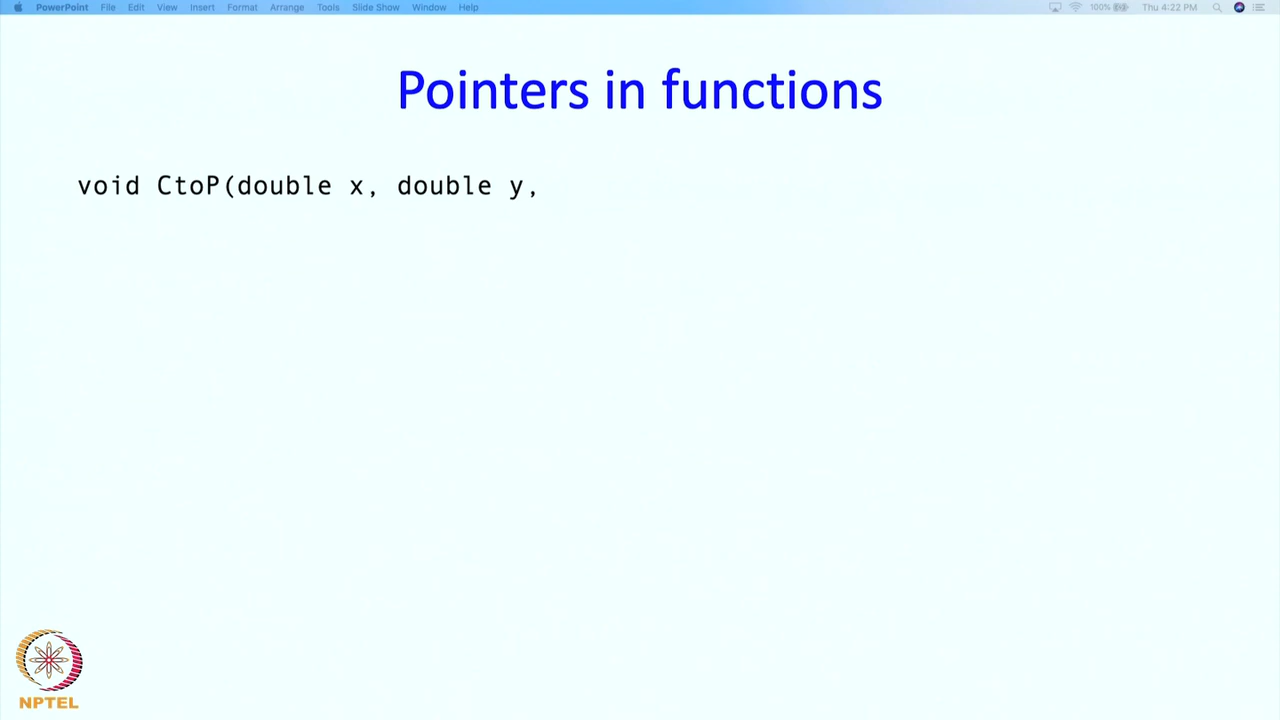 PowerPoint File Edit View Insert Format Arrange Tools Slide Show Window Help 100% Thu 4:22 PM
Pointers in functions
void CtoP(double x, double y,
NPTEL